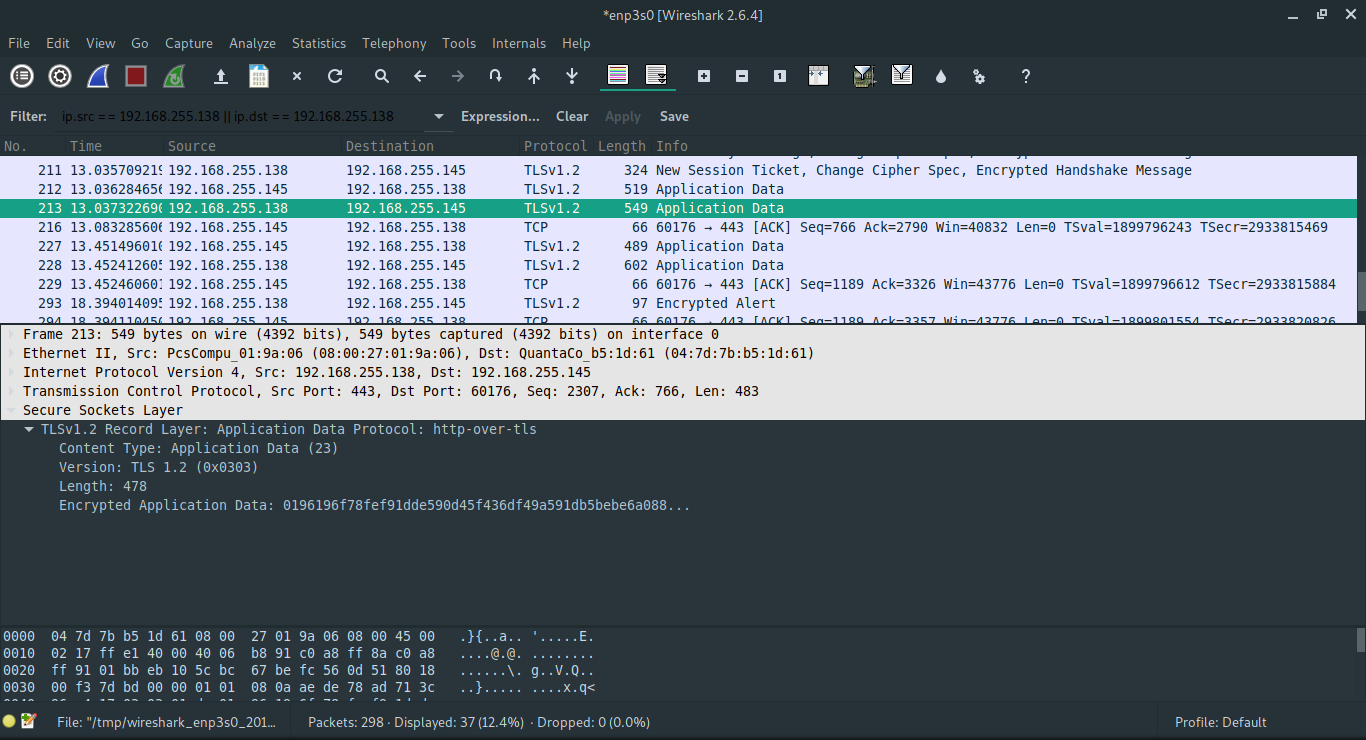 *enp3s0 [Wireshark 2.6.4]
File Edit View Go Capture Analyze Statistics Telephony Tools Internals Help
Filter: ip.src == 192.168.255.138 || ip.dst == 192.168.255.138 Expression... Clear Apply Save
No. Time Source Destination Protocol Length Info
211 13.035709219 192.168.255.138 192.168.255.145 TLSv1.2 324 New Session Ticket, Change Cipher Spec, Encrypted Handshake Message
212 13.036284656 192.168.255.145 192.168.255.138 TLSv1.2 519 Application Data
213 13.037322690 192.168.255.138 192.168.255.145 TLSv1.2 549 Application Data
216 13.083285606 192.168.255.145 192.168.255.138 TCP 66 60176 → 443 [ACK] Seq=766 Ack=2790 Win=40832 Len=0 TSval=1899796243 TSecr=2933815469
227 13.451496010 192.168.255.145 192.168.255.138 TLSv1.2 489 Application Data
228 13.452412605 192.168.255.138 192.168.255.145 TLSv1.2 602 Application Data
229 13.452460601 192.168.255.145 192.168.255.138 TCP 66 60176 → 443 [ACK] Seq=1189 Ack=3326 Win=43776 Len=0 TSval=1899796612 TSecr=2933815884
293 18.394014095 192.168.255.138 192.168.255.145 TLSv1.2 97 Encrypted Alert
294 18.394110450 192.168.255.145 192.168.255.138 TCP 66 60176 → 443 [ACK] Seq=1189 Ack=3357 Win=43776 Len=0 TSval=1899801554 TSecr=2933820826
Frame 213: 549 bytes on wire (4392 bits), 549 bytes captured (4392 bits) on interface 0
Ethernet II, Src: PcsCompu_01:9a:06 (08:00:27:01:9a:06), Dst: QuantaCo_b5:1d:61 (04:7d:7b:b5:1d:61)
Internet Protocol Version 4, Src: 192.168.255.138, Dst: 192.168.255.145
Transmission Control Protocol, Src Port: 443, Dst Port: 60176, Seq: 2307, Ack: 766, Len: 483
Secure Sockets Layer
TLSv1.2 Record Layer: Application Data Protocol: http-over-tls
Content Type: Application Data (23)
Version: TLS 1.2 (0x0303)
Length: 478
Encrypted Application Data: 0196196f78fef91dde590d45f436df49a591db5bebe6a088...
0000 04 7d 7b b5 1d 61 08 00 27 01 9a 06 08 00 45 00 .}{..a.. '.....E.
0010 02 17 ff e1 40 00 40 06 b8 91 c0 a8 ff 8a c0 a8 ....@.@. ........
0020 ff 91 01 bb eb 10 5c bc 67 be fc 56 0d 51 80 18 ......\. g..V.Q..
0030 00 f3 7d bd 00 00 01 01 08 0a ae de 78 ad 71 3c ..}..... ....x.q<
File: "/tmp/wireshark_enp3s0_201... Packets: 298 · Displayed: 37 (12.4%) · Dropped: 0 (0.0%) Profile: Default